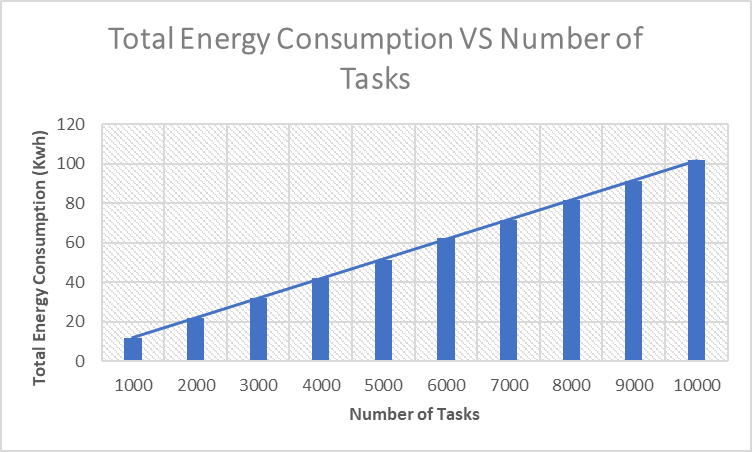 Total Energy Consumption VS Number of
Tasks
Total Energy Consumption (Kwh)
120
100
80
60
40
20
0
1000 2000 3000 4000 5000 6000 7000 8000 9000 10000
Number of Tasks